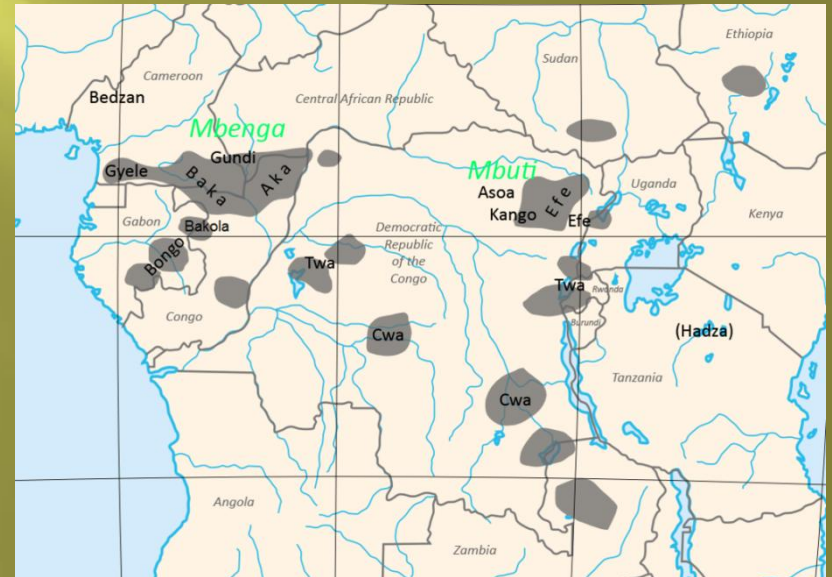 Ethiopia
Sudan
Cameroon
Bedzan
Central African Republic
Mbenga
Gundi
Mbuti
Gyele
Baka
Aka
Asoa
Efe
Uganda
Kango
Efe
Kenya
Gabon
Bakola
Democratic
Republic
of the
Congo
Bongo
Twa
Twa
Rwanda
Congo
Burundi
Cwa
(Hadza)
Tanzania
Cwa
Angola
Zambia